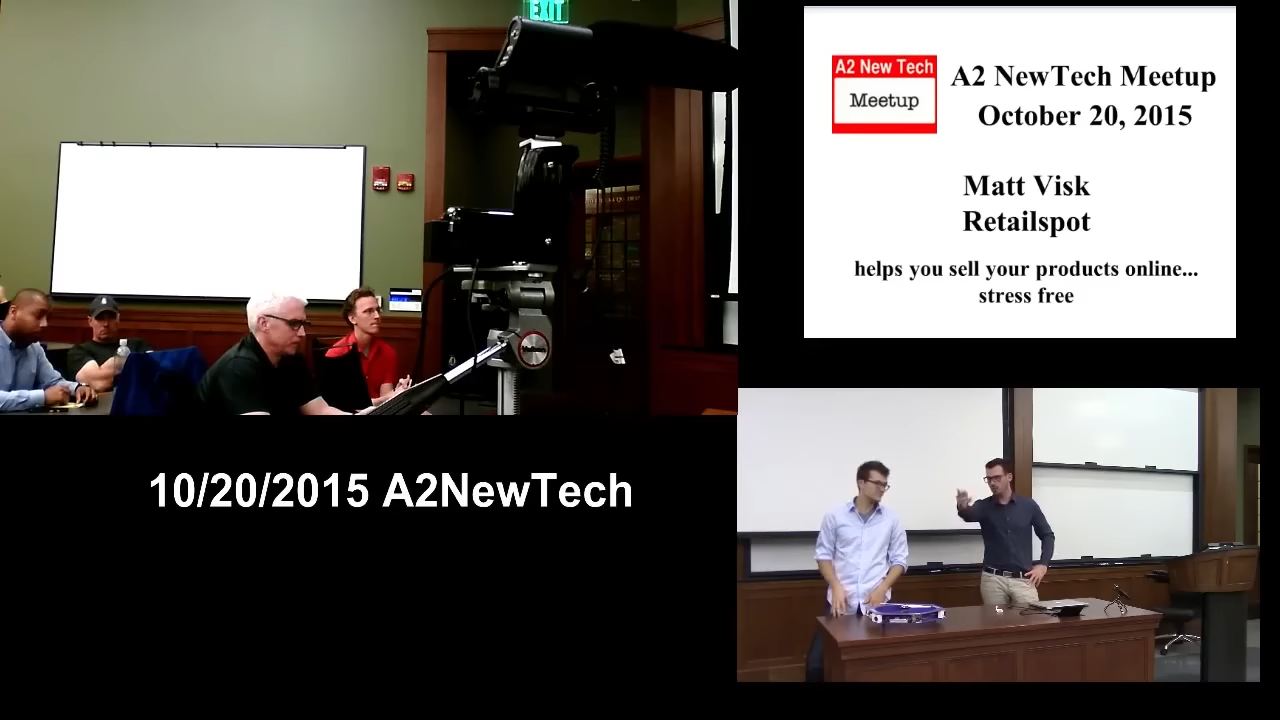 EXIT
A2 New Tech
Meetup
A2 NewTech Meetup
October 20, 2015
Matt Visk
Retailspot
helps you sell your products online...
stress free
10/20/2015 A2NewTech